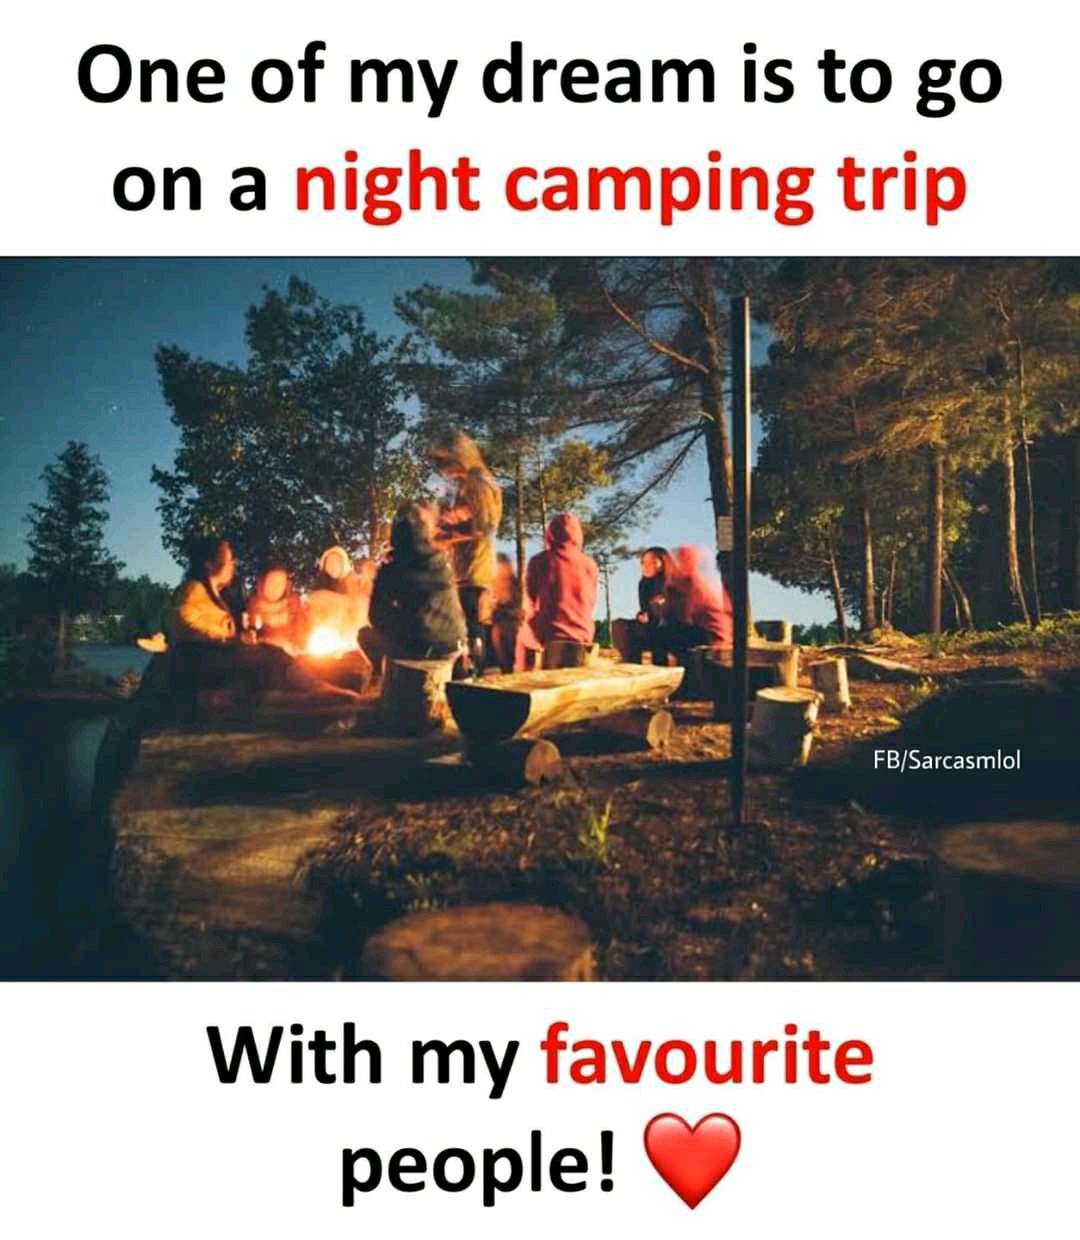 One of my dream is to go
on a night camping trip
FB/Sarcasmlol
With my favourite
people! ❤️